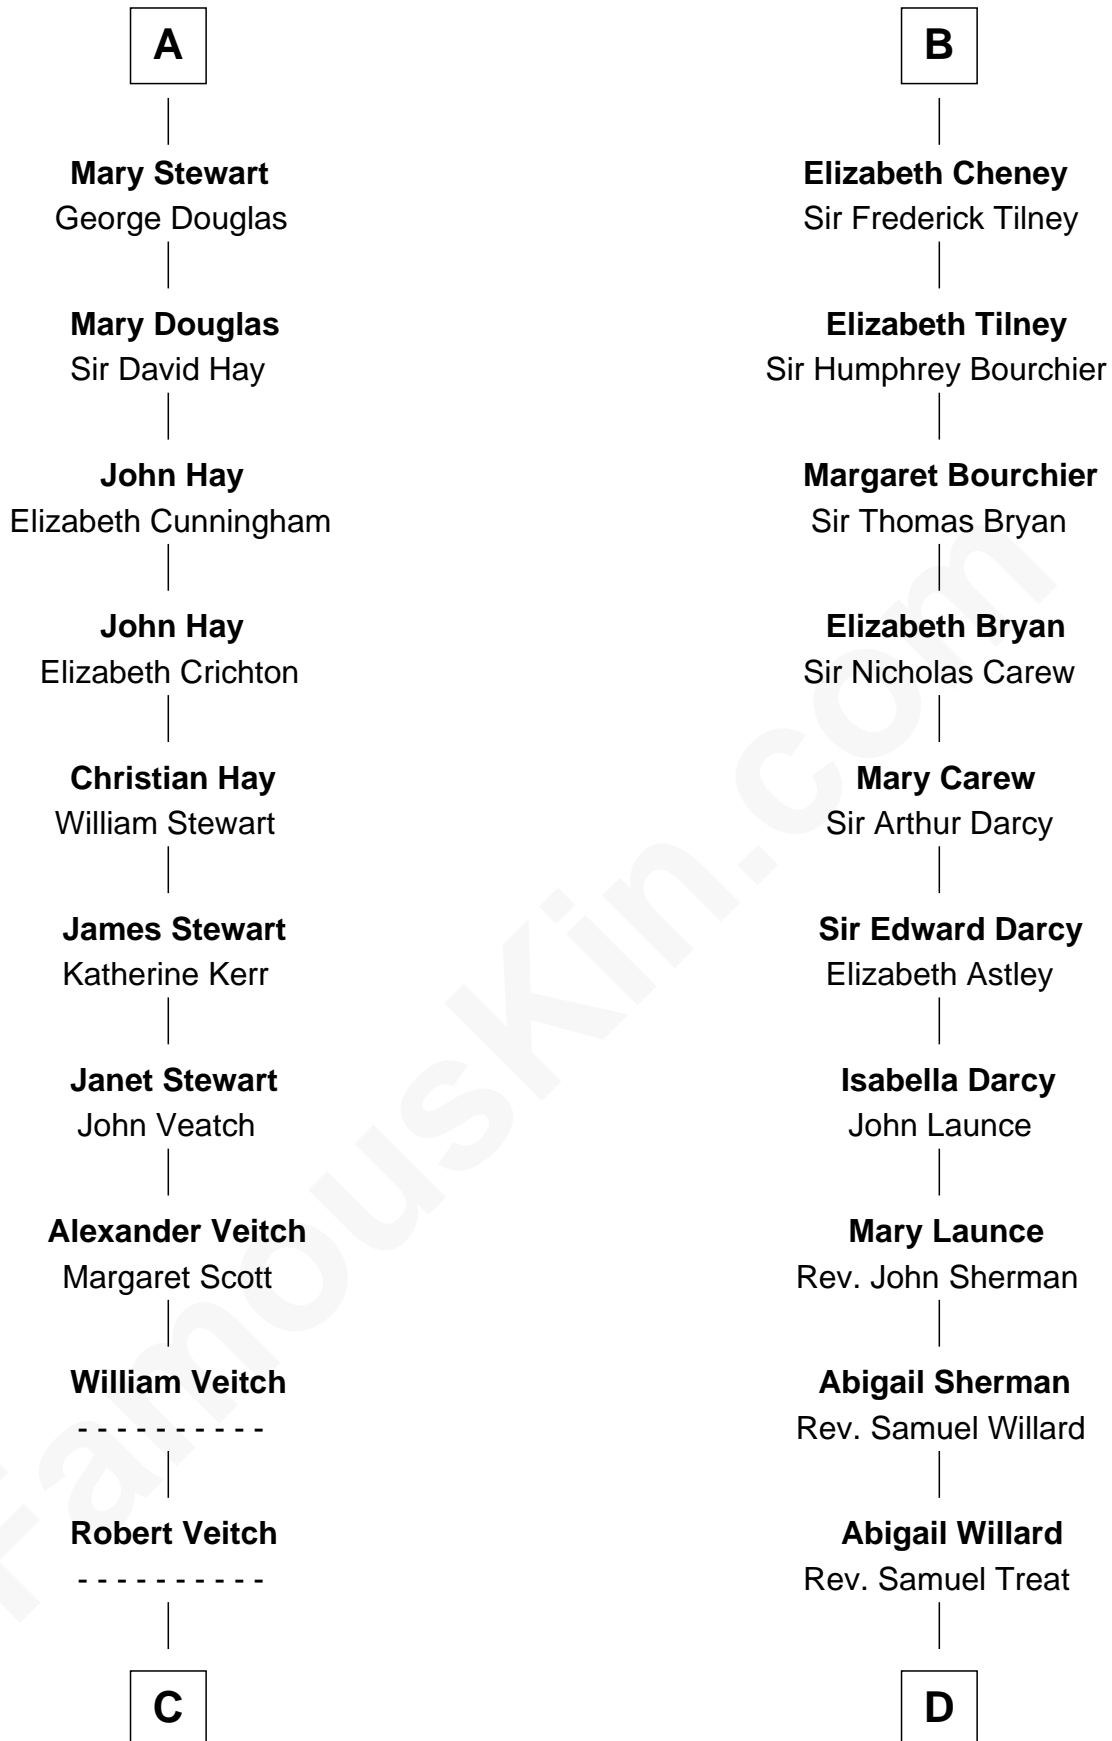 A
Mary Stewart
George Douglas
Mary Douglas
Sir David Hay
John Hay
Elizabeth Cunningham
John Hay
Elizabeth Crichton
Christian Hay
William Stewart
James Stewart
Katherine Kerr
Janet Stewart
John Veatch
Alexander Veitch
Margaret Scott
William Veitch
- - - - - - - - - -
Robert Veitch
- - - - - - - - - -
C
B
Elizabeth Cheney
Sir Frederick Tilney
Elizabeth Tilney
Sir Humphrey Bourchier
Margaret Bourchier
Sir Thomas Bryan
Elizabeth Bryan
Sir Nicholas Carew
Mary Carew
Sir Arthur Darcy
Sir Edward Darcy
Elizabeth Astley
Isabella Darcy
John Launce
Mary Launce
Rev. John Sherman
Abigail Sherman
Rev. Samuel Willard
Abigail Willard
Rev. Samuel Treat
D
FamousKin.com